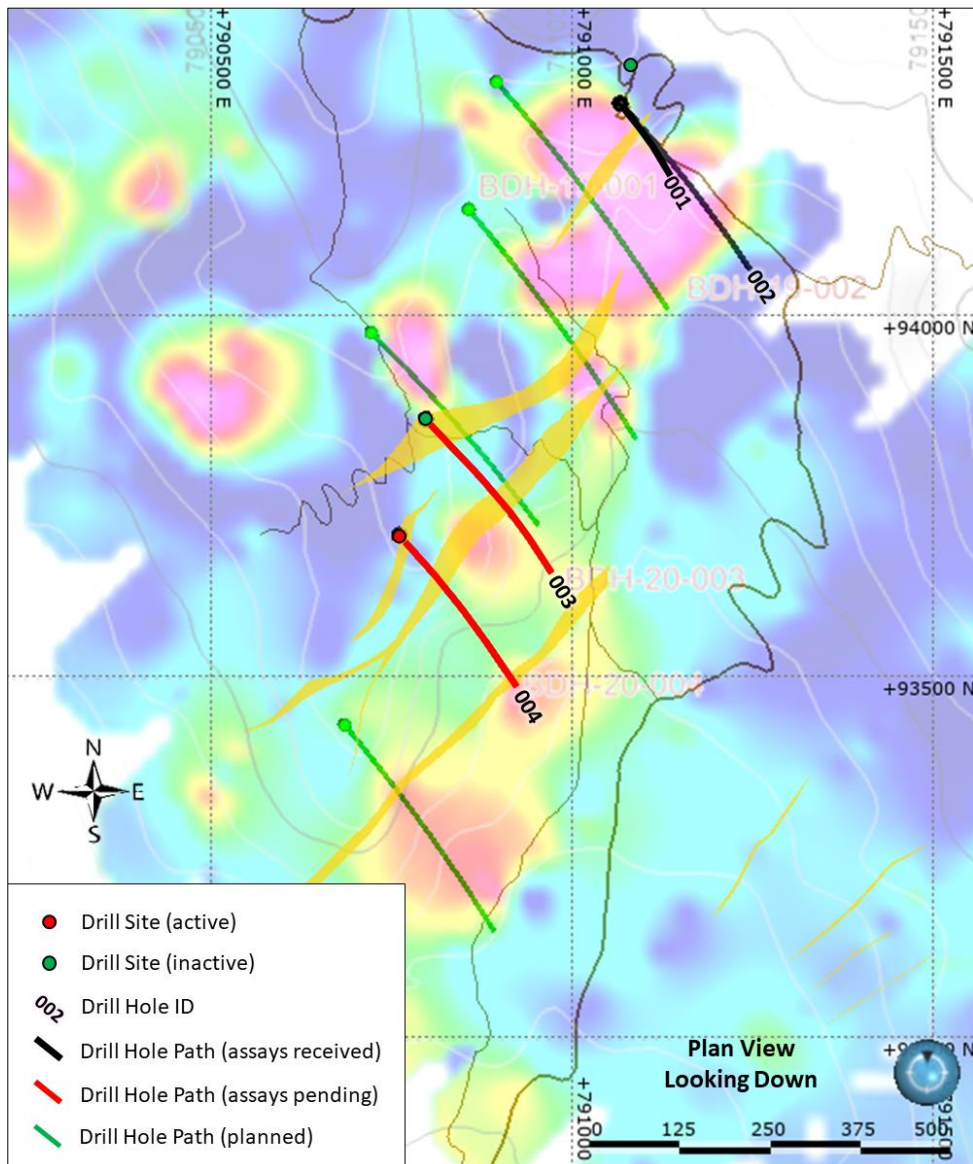 +790500 E
+791000 E
+791500 E
BDH-19-001
001
BDH-19-002
002
+94000 N
003
BDH-20-003
BDH-20-004
004
+93500 N
N
W
E
S
Drill Site (active)
Drill Site (inactive)
002
Drill Hole ID
Drill Hole Path (assays received)
Drill Hole Path (assays pending)
Drill Hole Path (planned)
Plan View
Looking Down
+791000
0 125 250 375 500